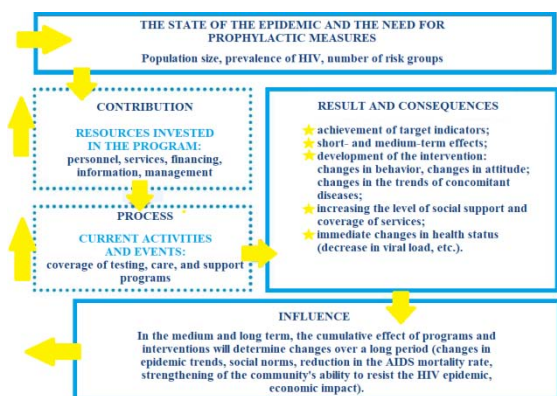 THE STATE OF THE EPIDEMIC AND THE NEED FOR
PROPHYLACTIC MEASURES
Population size, prevalence of HIV, number of risk groups
CONTRIBUTION
RESOURCES INVESTED
IN THE PROGRAM:
personnel, services, financing,
information, management
PROCESS
CURRENT ACTIVITIES
AND EVENTS:
coverage of testing, care, and support
programs
RESULT AND CONSEQUENCES
achievement of target indicators;
short- and medium-term effects;
development of the intervention:
changes in behavior, changes in attitude;
changes in the trends of concomitant
diseases;
increasing the level of social support and
coverage of services;
immediate changes in health status
(decrease in viral load, etc.).
INFLUENCE
In the medium and long term, the cumulative effect of programs and
interventions will determine changes over a long period (changes in
epidemic trends, social norms, reduction in the AIDS mortality rate,
strengthening of the community's ability to resist the HIV epidemic,
economic impact).